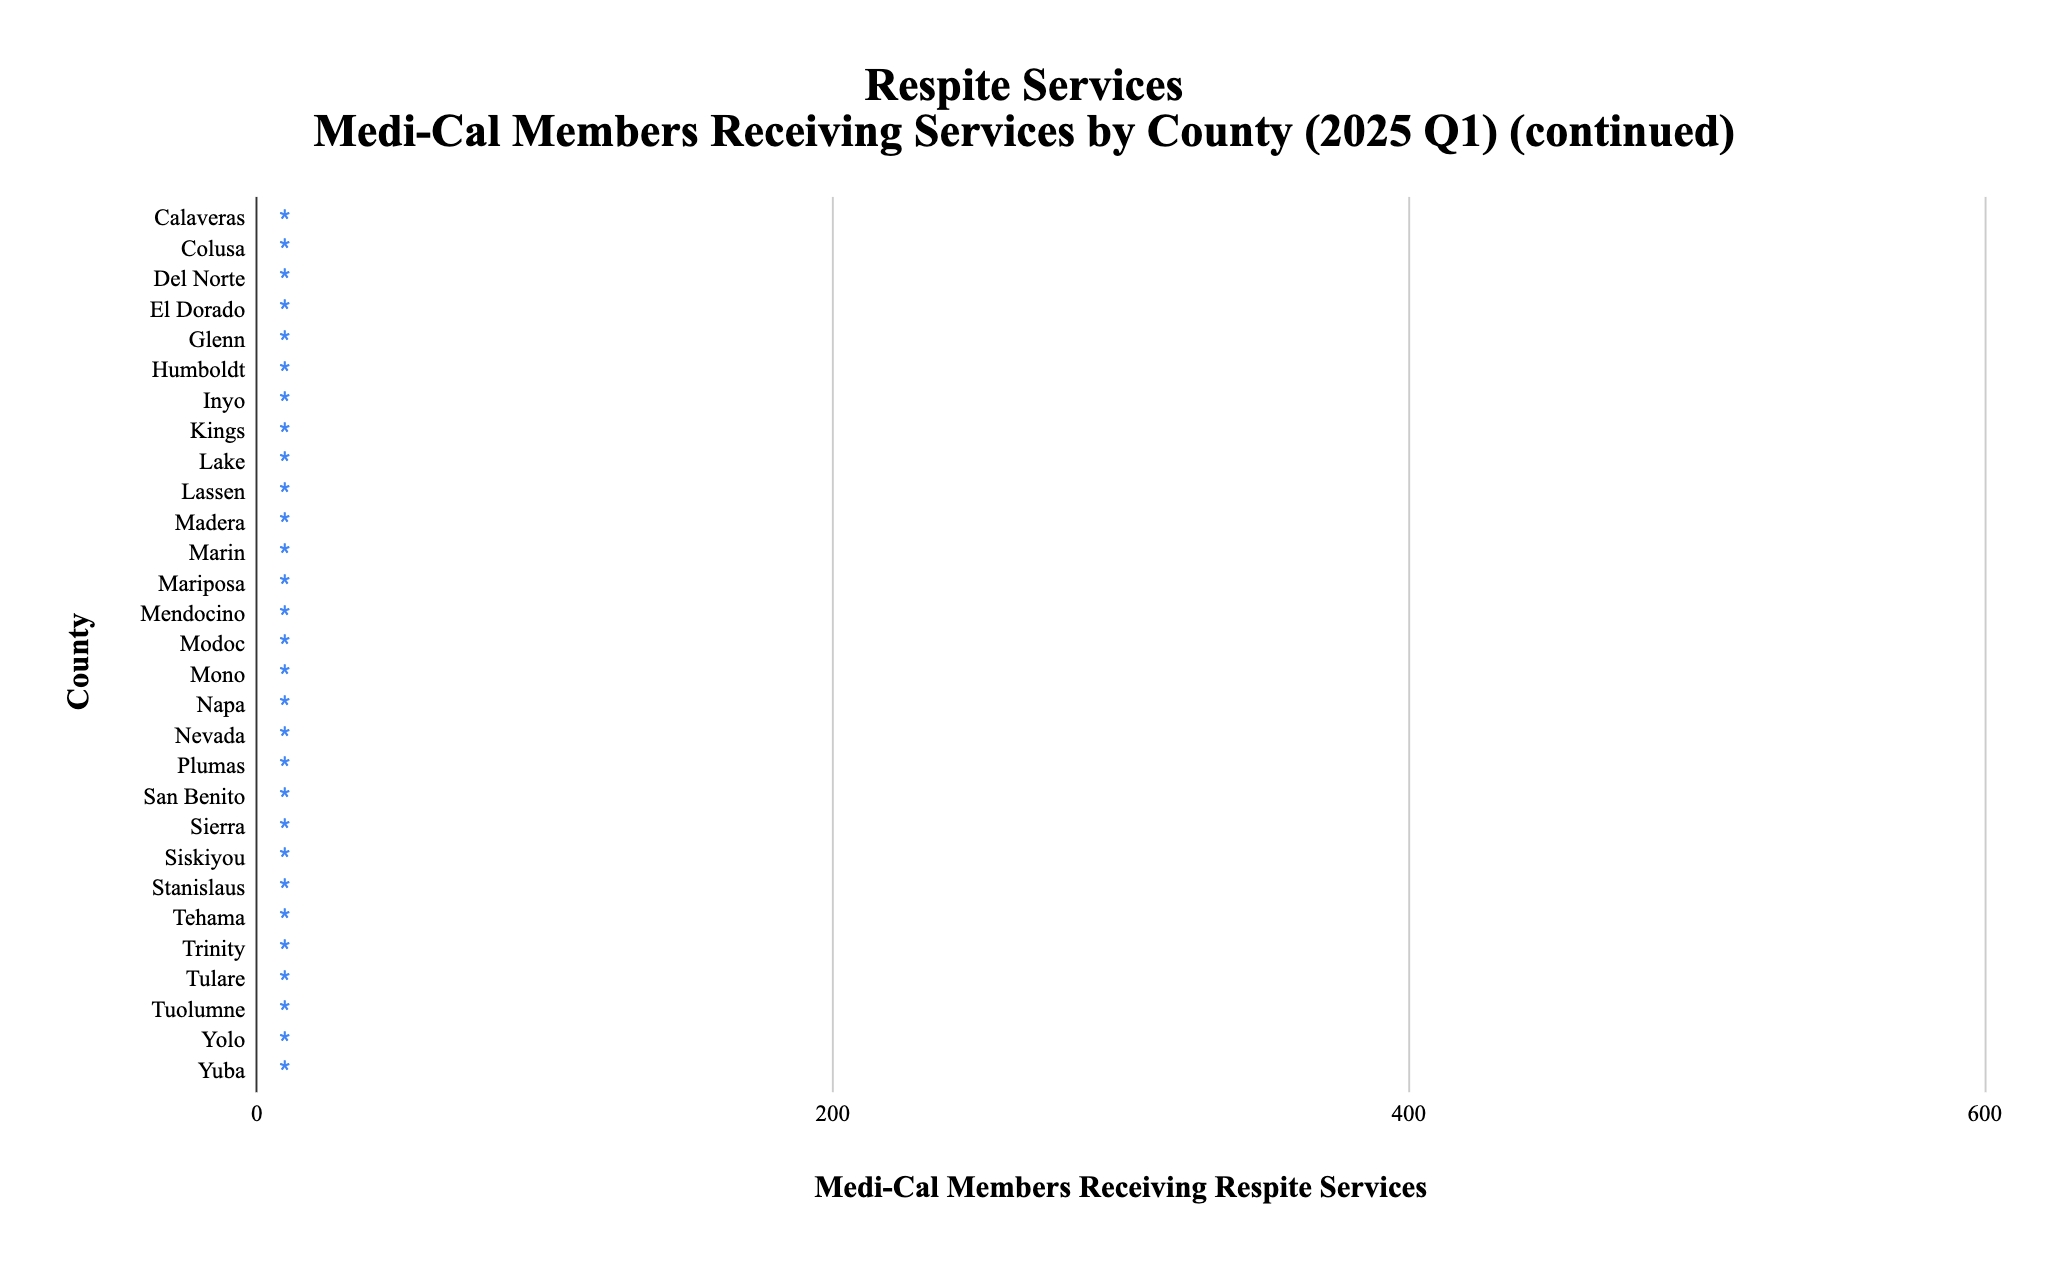 Respite Services
Medi-Cal Members Receiving Services by County (2025 Q1) (continued)
County
Calaveras *
Colusa *
Del Norte *
El Dorado *
Glenn *
Humboldt *
Inyo *
Kings *
Lake *
Lassen *
Madera *
Marin *
Mariposa *
Mendocino *
Modoc *
Mono *
Napa *
Nevada *
Plumas *
San Benito *
Sierra *
Siskiyou *
Stanislaus *
Tehama *
Trinity *
Tulare *
Tuolumne *
Yolo *
Yuba *
0 200 400 600
Medi-Cal Members Receiving Respite Services